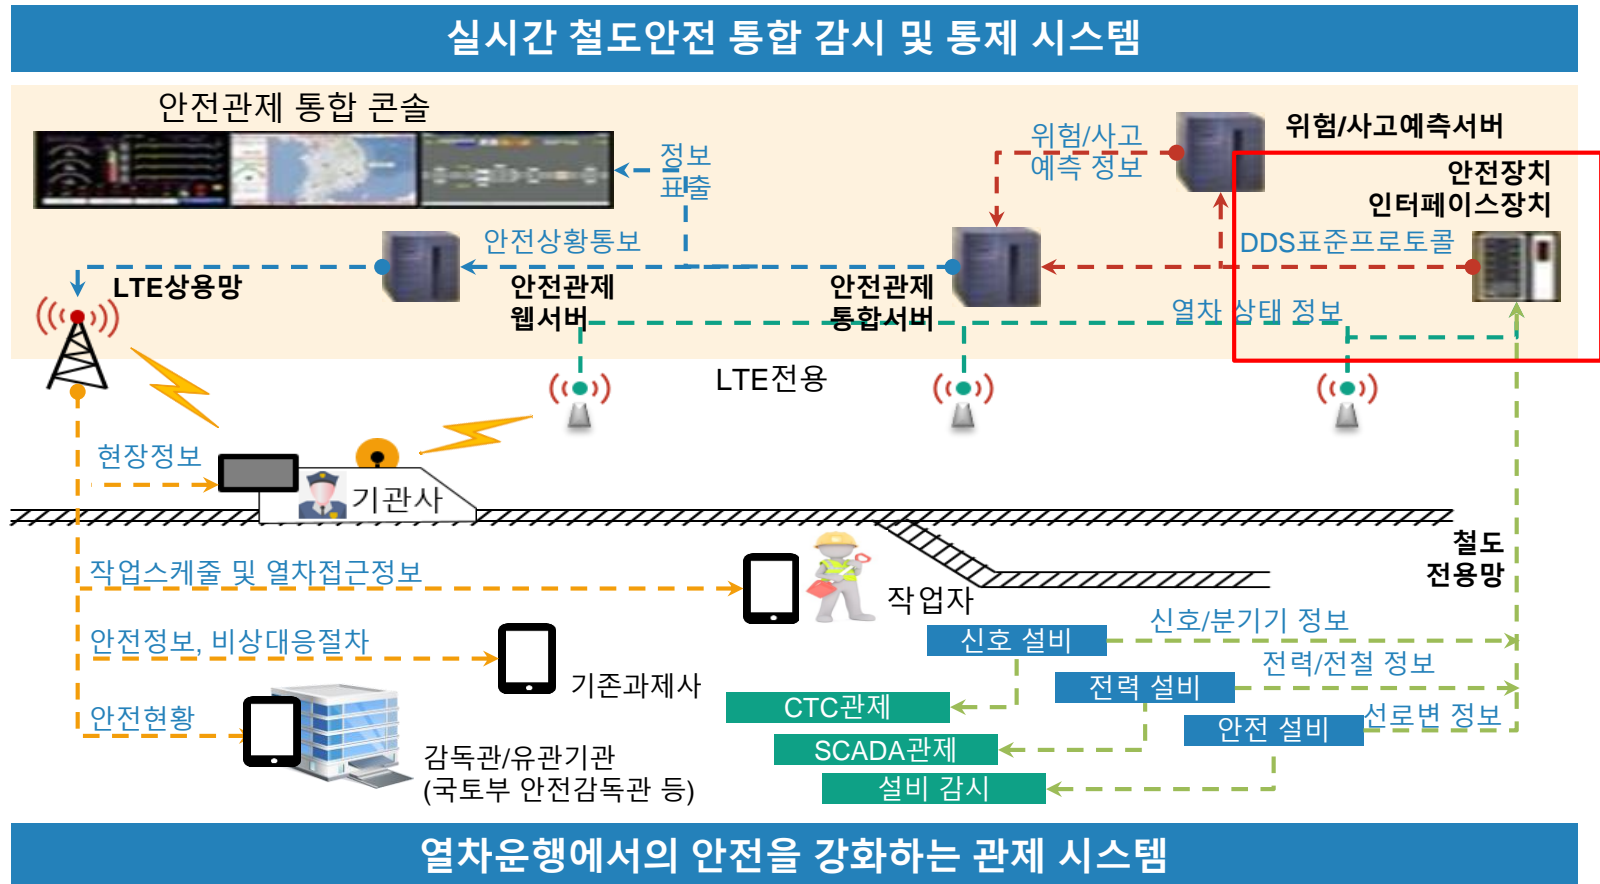 실시간 철도안전 통합 감시 및 통제 시스템
안전관제 통합 콘솔
정보
표출
위험/사고
예측 정보
위험/사고예측서버
안전장치
인터페이스장치
안전상황통보
DDS표준프로토콜
LTE상용망
안전관제
웹서버
안전관제
통합서버
열차 상태 정보
LTE전용
현장정보
기관사
철도
전용망
작업스케줄 및 열차접근정보
작업자
신호/분기기 정보
신호 설비
안전정보, 비상대응절차
전력/전철 정보
기존과제사
전력 설비
CTC관제
안전현황
선로변 정보
안전 설비
SCADA관제
감독관/유관기관
(국토부 안전감독관 등)
설비 감시
열차운행에서의 안전을 강화하는 관제 시스템